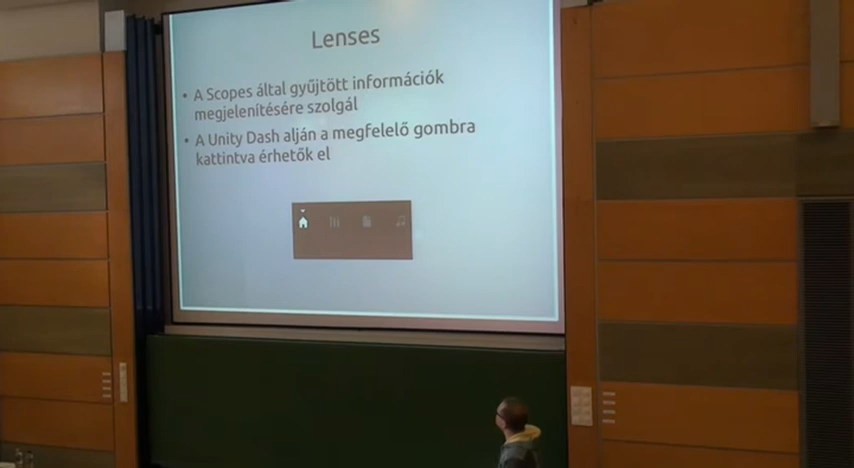 Lenses
• A Scopes által gyűjtött információk
megjelenítésére szolgál
• A Unity Dash alján a megfelelő gombra
kattintva érhetők el